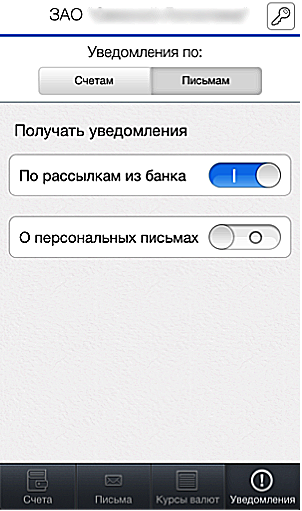 ЗАО
Уведомления по:
Счетам
Письмам
Получать уведомления
По рассылкам из банка
О персональных письмах
Счета
Письма
Курсы валют
Уведомления